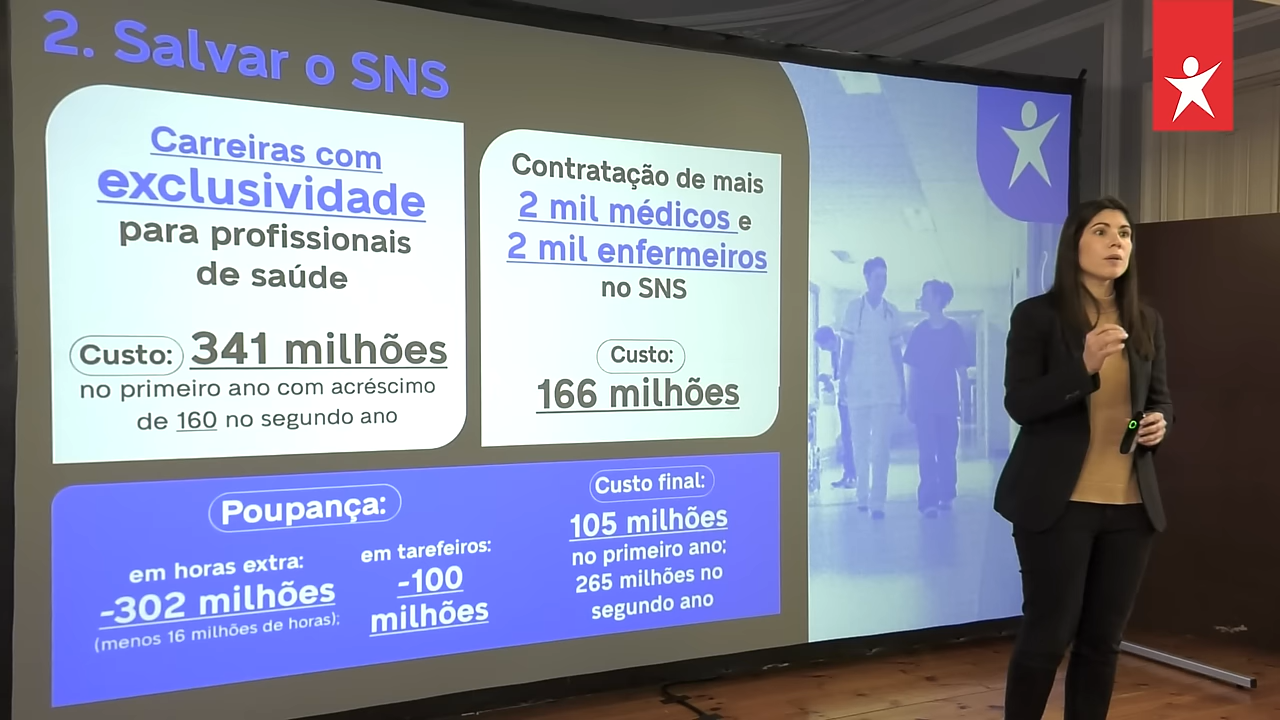 2. Salvar o SNS
Carreiras com
exclusividade
para profissionais
de saúde
Custo: 341 milhões
no primeiro ano com acréscimo
de 160 no segundo ano
Contratação de mais
2 mil médicos e
2 mil enfermeiros
no SNS
Custo:
166 milhões
Poupança:
em horas extra:
-302 milhões
(menos 16 milhões de horas);
em tarefeiros:
-100
milhões
Custo final:
105 milhões
no primeiro ano;
265 milhões no
segundo ano